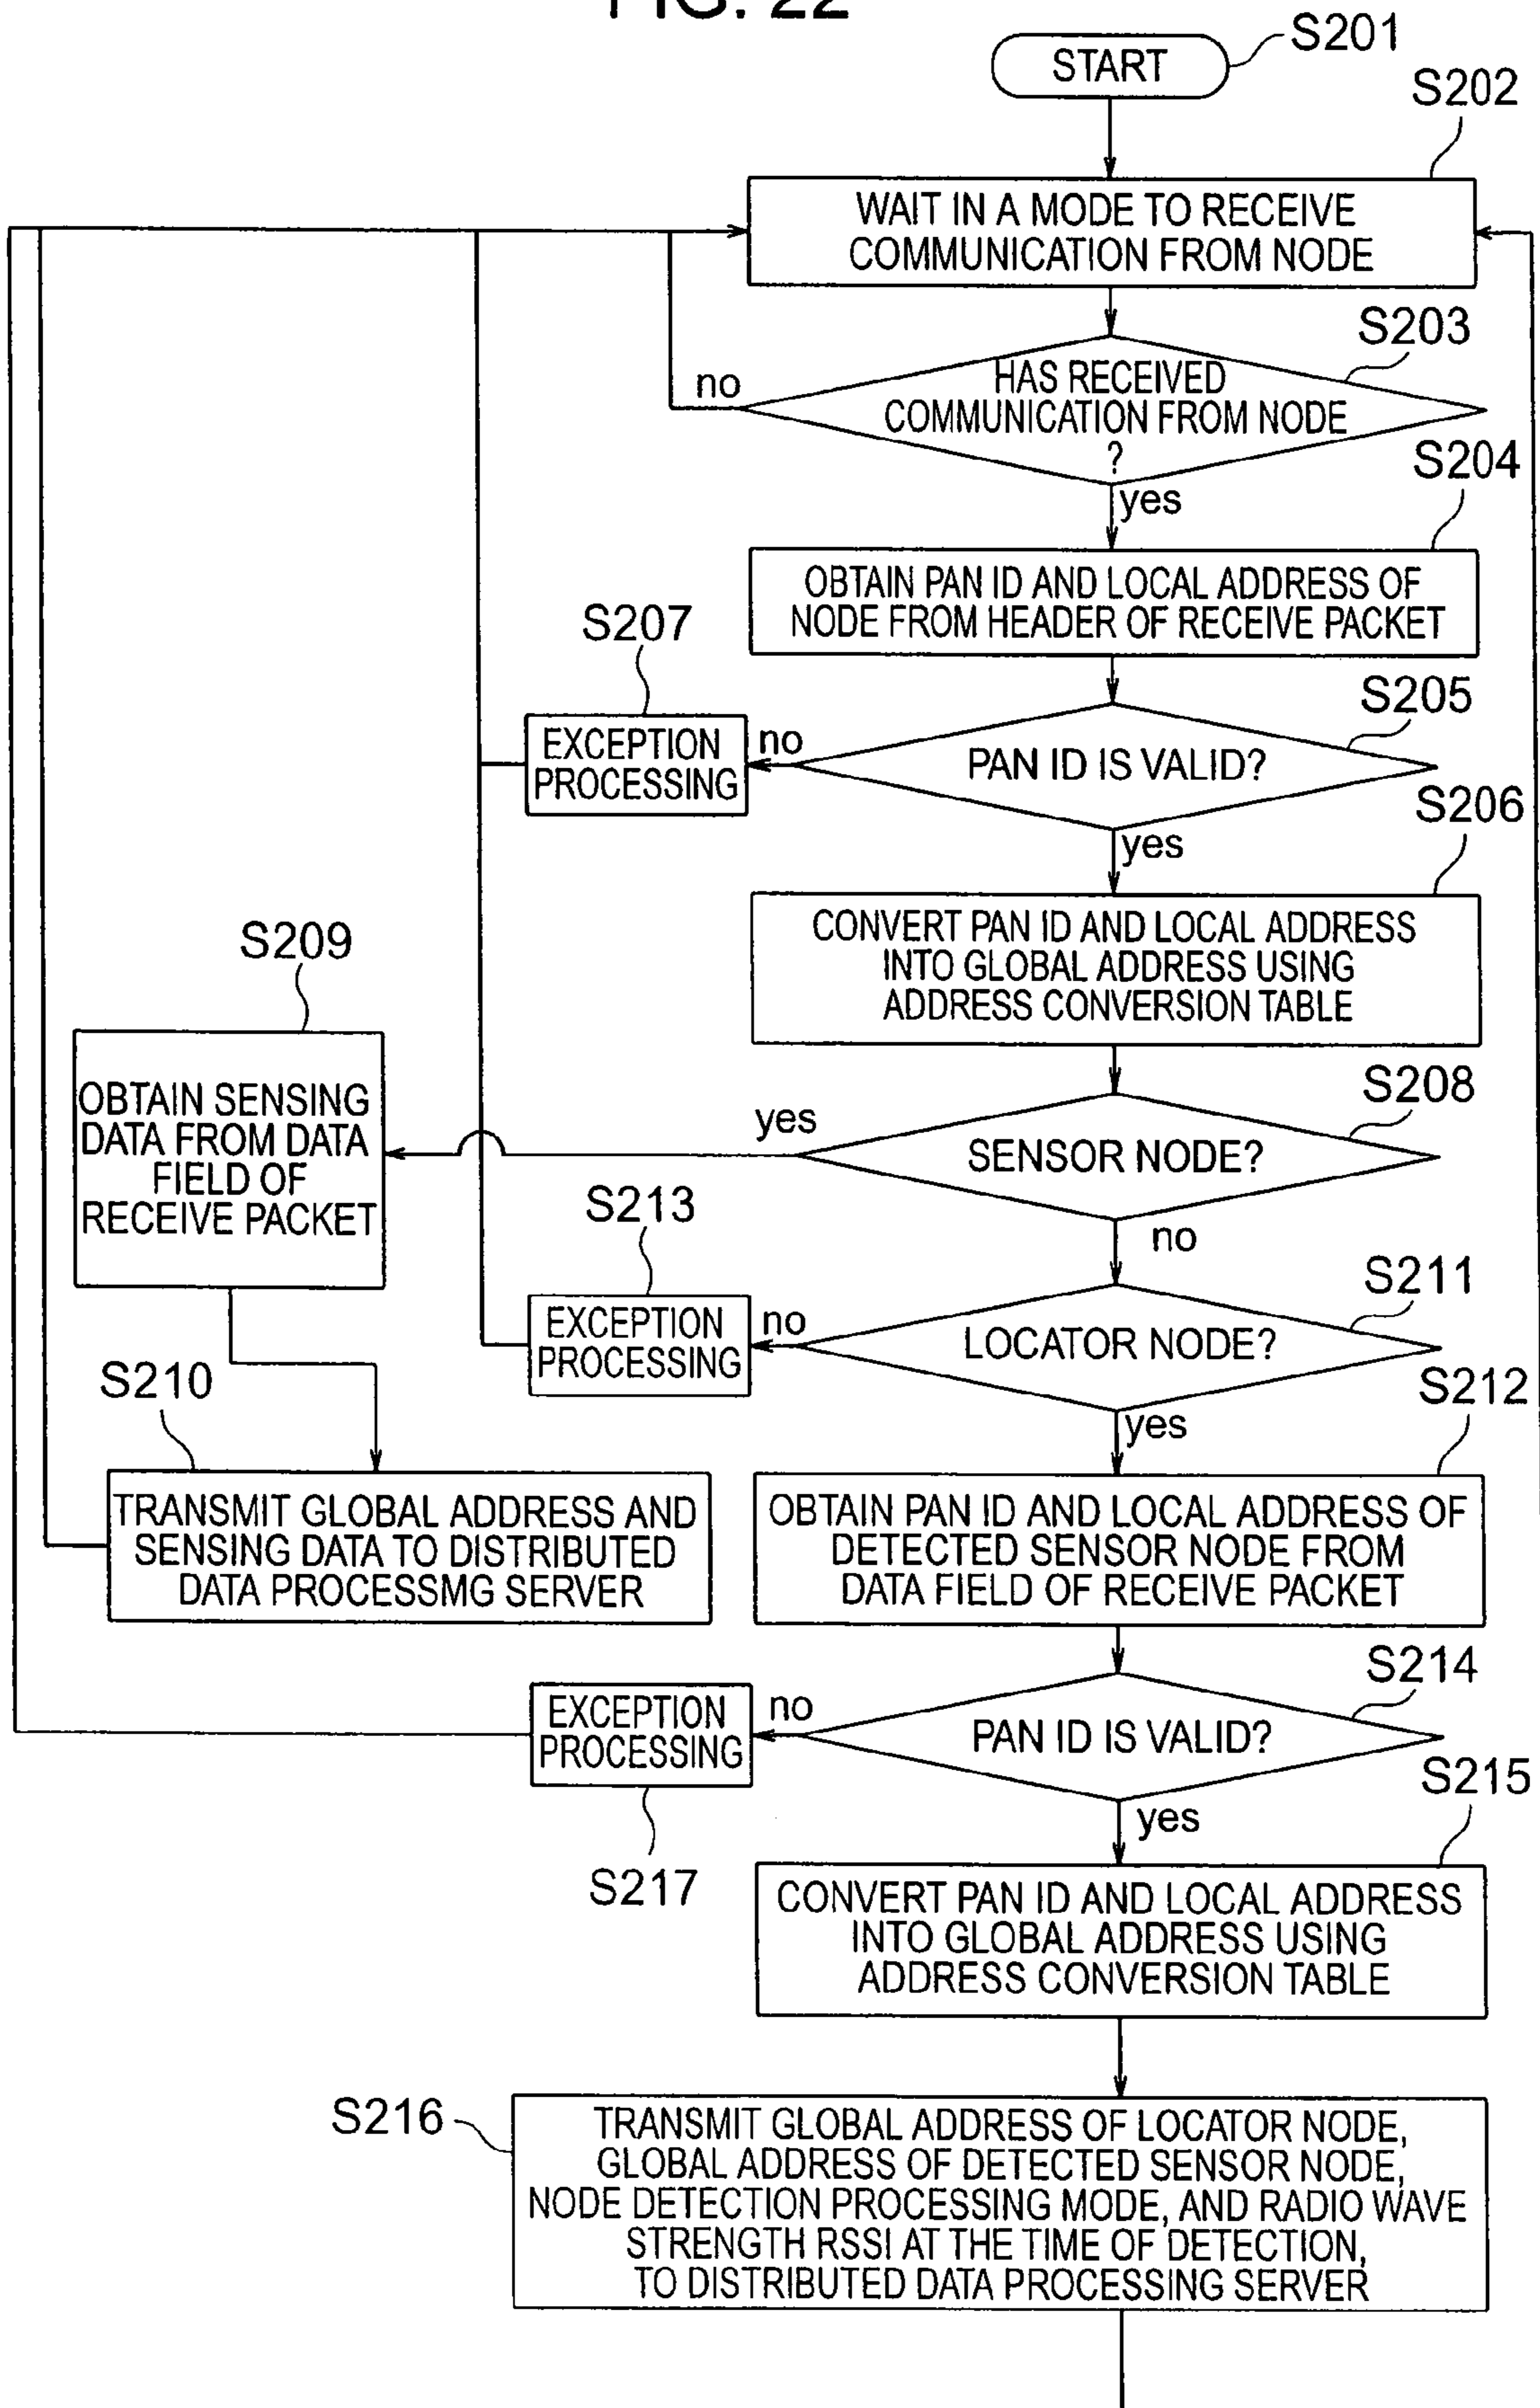 FIG. 22
START
S201
S202
WAIT IN A MODE TO RECEIVE
COMMUNICATION FROM NODE
S203
no
HAS RECEIVED
COMMUNICATION FROM NODE
?
yes
S204
OBTAIN PAN ID AND LOCAL ADDRESS OF
NODE FROM HEADER OF RECEIVE PACKET
S207
S205
EXCEPTION
PROCESSING
no
PAN ID IS VALID?
yes
S206
CONVERT PAN ID AND LOCAL ADDRESS
INTO GLOBAL ADDRESS USING
ADDRESS CONVERSION TABLE
S209
OBTAIN SENSING
DATA FROM DATA
FIELD OF
RECEIVE PACKET
S208
yes
SENSOR NODE?
no
S213
S211
EXCEPTION
PROCESSING
no
LOCATOR NODE?
yes
S210
S212
TRANSMIT GLOBAL ADDRESS AND
SENSING DATA TO DISTRIBUTED
DATA PROCESSMG SERVER
OBTAIN PAN ID AND LOCAL ADDRESS OF
DETECTED SENSOR NODE FROM
DATA FIELD OF RECEIVE PACKET
S214
EXCEPTION
PROCESSING
no
PAN ID IS VALID?
yes
S217
S215
CONVERT PAN ID AND LOCAL ADDRESS
INTO GLOBAL ADDRESS USING
ADDRESS CONVERSION TABLE
S216
TRANSMIT GLOBAL ADDRESS OF LOCATOR NODE,
GLOBAL ADDRESS OF DETECTED SENSOR NODE,
NODE DETECTION PROCESSING MODE, AND RADIO WAVE
STRENGTH RSSI AT THE TIME OF DETECTION,
TO DISTRIBUTED DATA PROCESSING SERVER